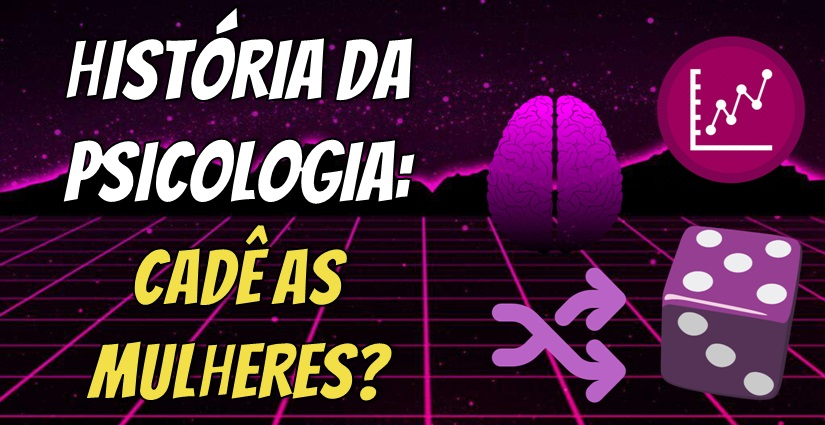 HISTÓRIA DA
PSICOLOGIA:
CADÊ AS
MULHERES?